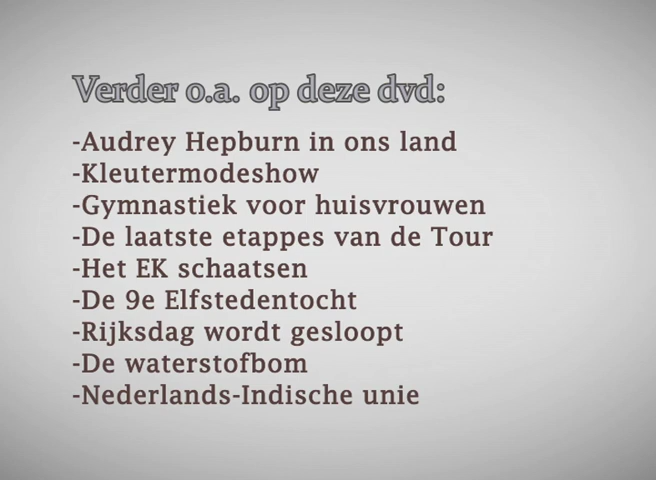 Verder o.a. op deze dvd:
-Audrey Hepburn in ons land
-Kleutermodeshow
-Gymnastiek voor huisvrouwen
-De laatste etappes van de Tour
-Het EK schaatsen
-De 9e Elfstedentocht
-Rijksdag wordt gesloopt
-De waterstofbom
-Nederlands-Indische unie